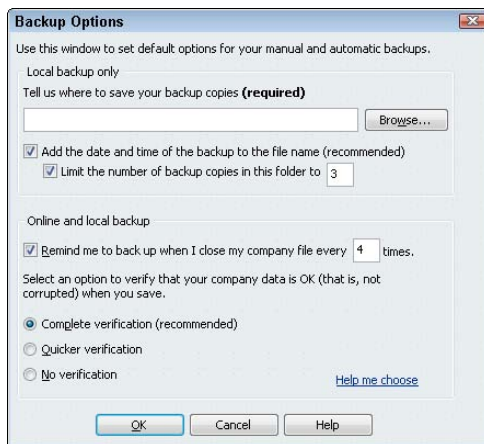 Backup Options
Use this window to set default options for your manual and automatic backups.
Local backup only
Tell us where to save your backup copies (required)
Browse...
Add the date and time of the backup to the file name (recommended)
Limit the number of backup copies in this folder to 3
Online and local backup
Remind me to back up when I close my company file every 4 times.
Select an option to verify that your company data is OK (that is, not
corrupted) when you save.
Complete verification (recommended)
Quicker verification
No verification
Help me choose
OK Cancel Help